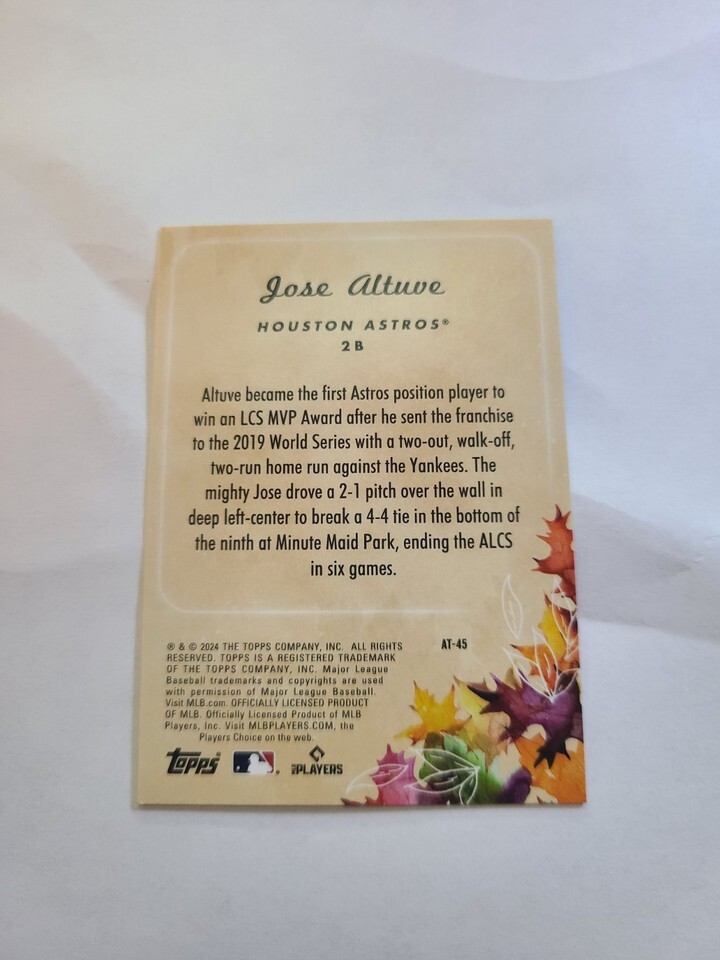 Jose Altuve
HOUSTON ASTROS®
2B
Altuve became the first Astros position player to
win an LCS MVP Award after he sent the franchise
to the 2019 World Series with a two-out, walk-off,
two-run home run against the Yankees. The
mighty Jose drove a 2-1 pitch over the wall in
deep left-center to break a 4-4 tie in the bottom of
the ninth at Minute Maid Park, ending the ALCS
in six games.
® & © 2024 THE TOPPS COMPANY, INC. ALL RIGHTS
RESERVED. TOPPS IS A REGISTERED TRADEMARK
OF THE TOPPS COMPANY, INC. Major League
Baseball trademarks and copyrights are used
with permission of Major League Baseball.
Visit MLB.com. OFFICIALLY LICENSED PRODUCT
OF MLB. Officially Licensed Product of MLB
Players, Inc. Visit MLBPLAYERS.COM, the
Players Choice on the web.
AT-45
Topps®
®
MLB PLAYERS